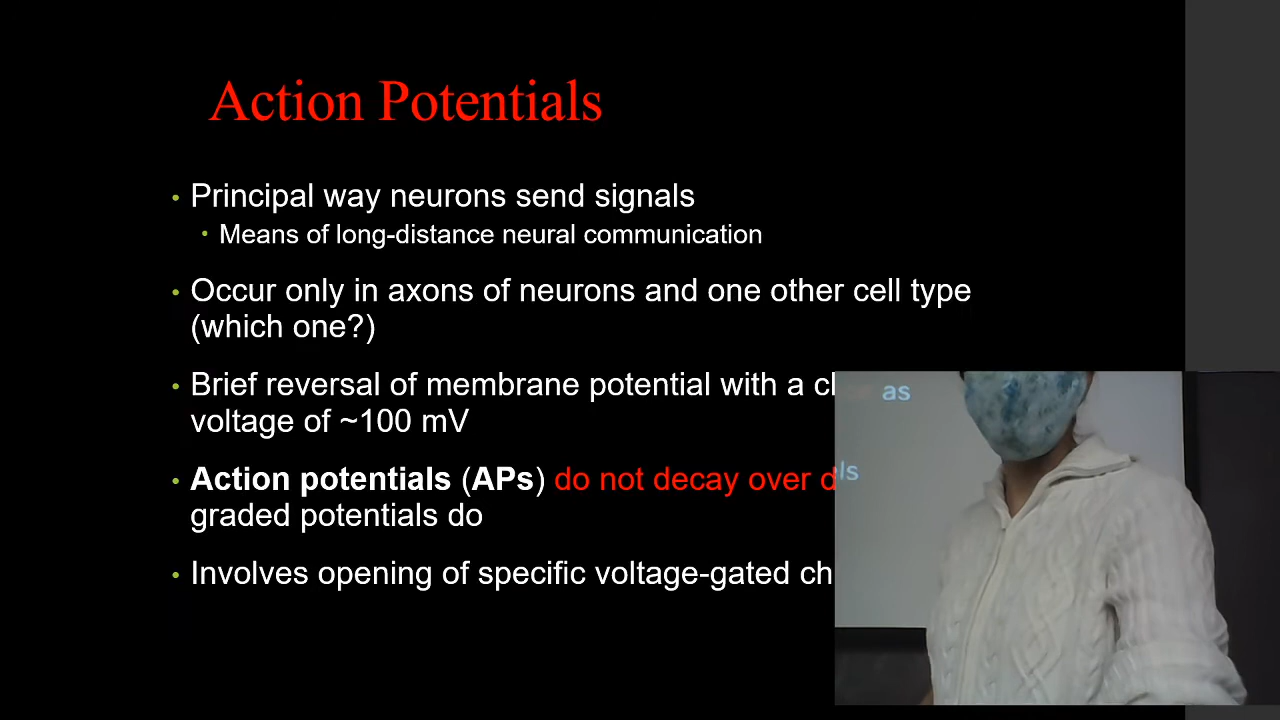 Action Potentials
• Principal way neurons send signals
• Means of long-distance neural communication
• Occur only in axons of neurons and one other cell type
(which one?)
• Brief reversal of membrane potential with a
voltage of ~100 mV
• Action potentials (APs) do not decay over
graded potentials do
• Involves opening of specific voltage-gated
as